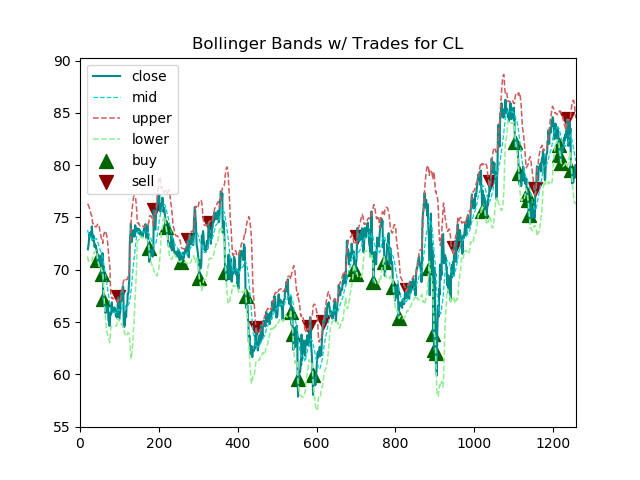 Bollinger Bands w/ Trades for CL
90
85
80
75
70
65
60
55
close
mid
upper
lower
buy
sell
0 200 400 600 800 1000 1200